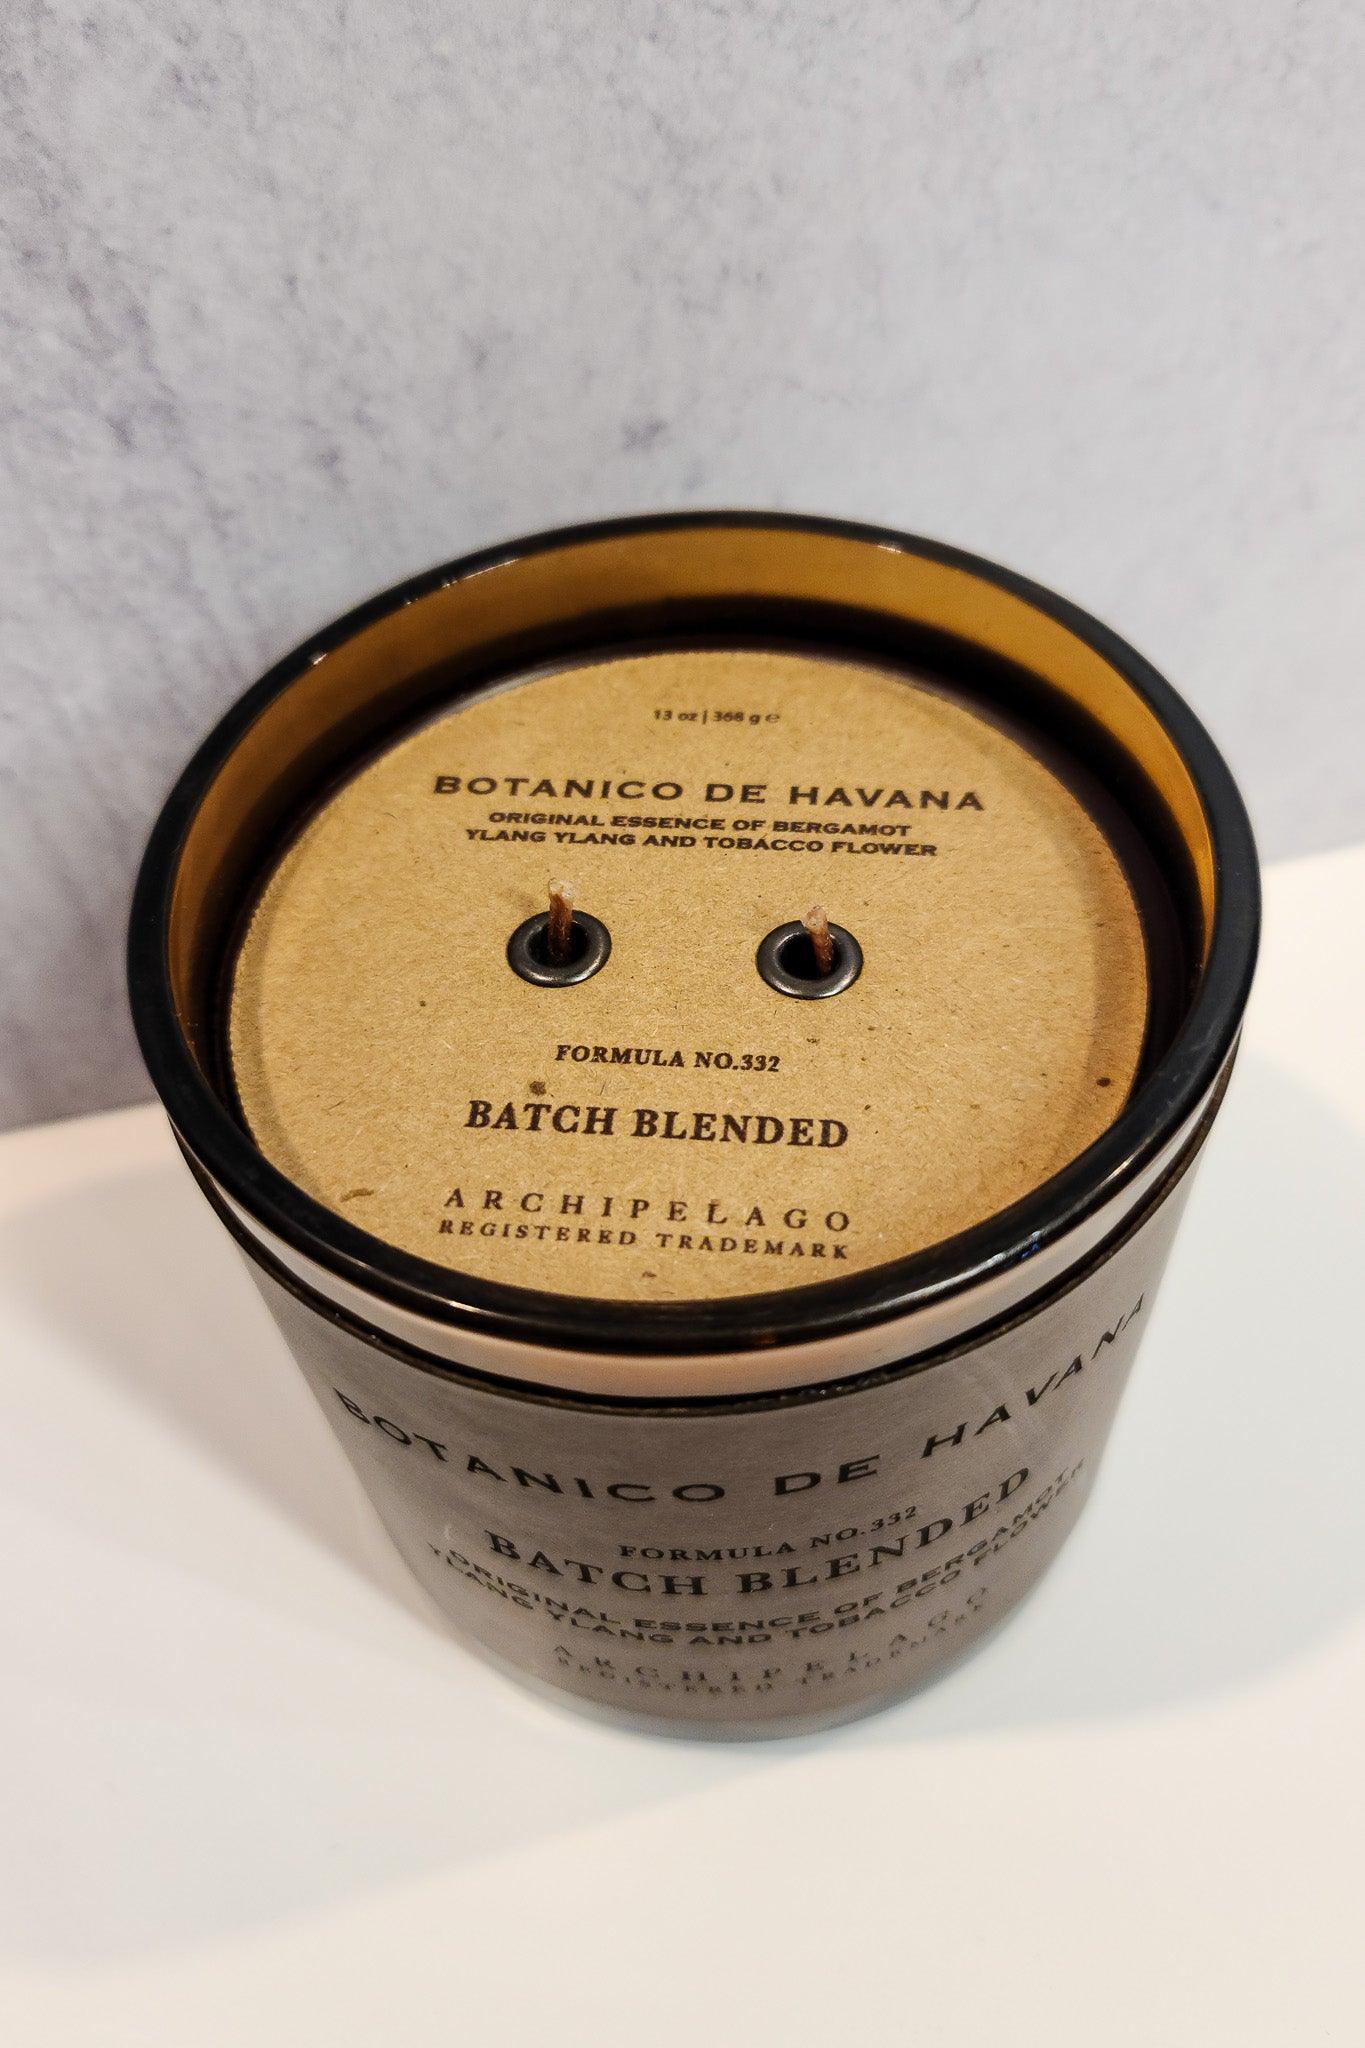 13 oz | 368 g ℮
BOTANICO DE HAVANA
ORIGINAL ESSENCE OF BERGAMOT
YLANG YLANG AND TOBACCO FLOWER
FORMULA NO.332
BATCH BLENDED
ARCHIPELAGO
REGISTERED TRADEMARK
BOTANICO DE HAVANA
FORMULA NO.332
BATCH BLENDED
ORIGINAL ESSENCE OF BERGAMOT
YLANG YLANG AND TOBACCO FLOWER
ARCHIPELAGO
REGISTERED TRADEMARK